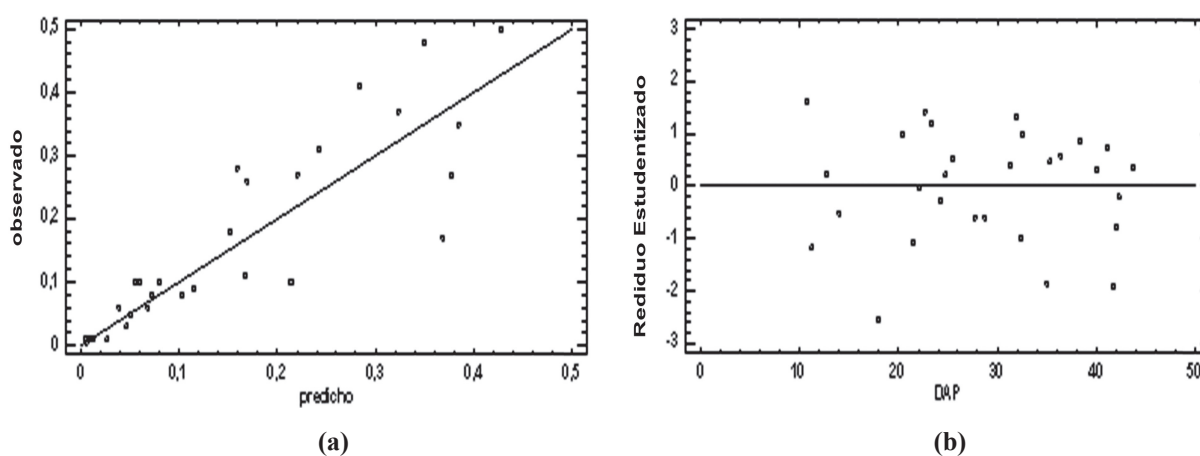 observado
0,5
0,4
0,3
0,2
0,1
0
0 0,1 0,2 0,3 0,4 0,5
predicho
(a)
Rediduo Estudentizado
3
2
1
0
-1
-2
-3
0 10 20 30 40 50
DAP
(b)